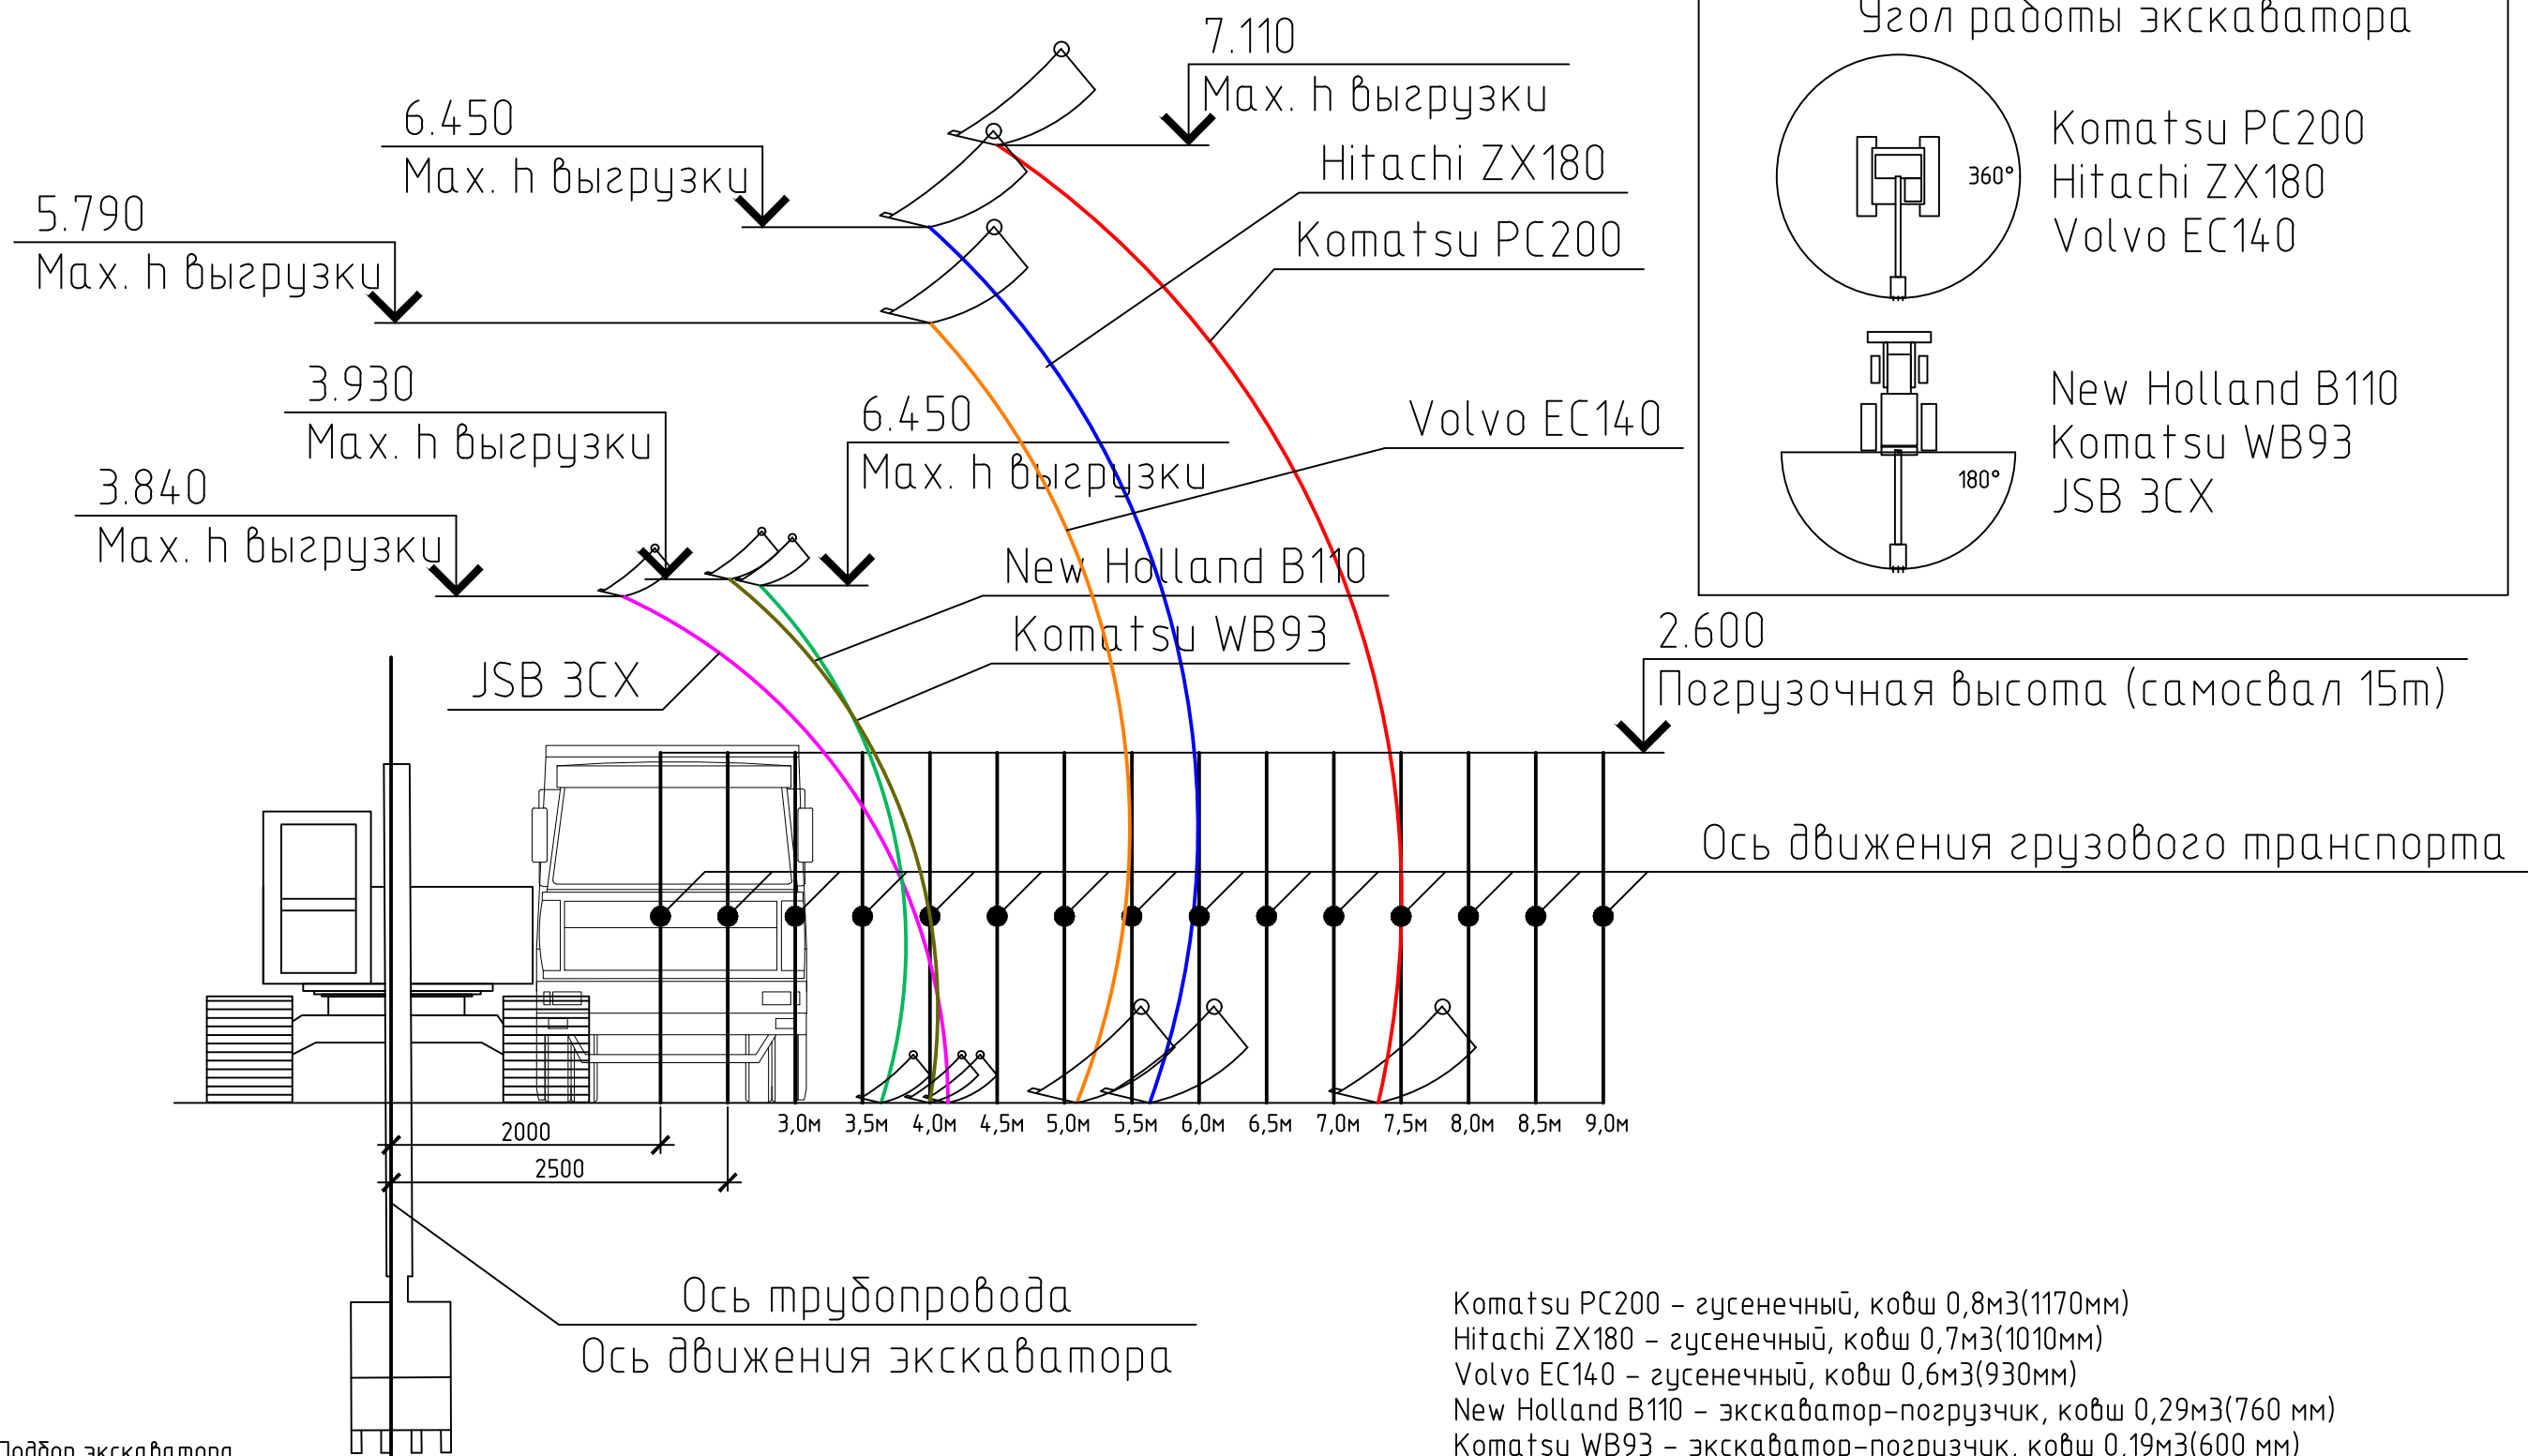 Угол работы экскаватора
7.110
Max. h выгрузки
6.450
Max. h выгрузки
Hitachi ZX180
Komatsu PC200
5.790
Max. h выгрузки
360°
Komatsu PC200
Hitachi ZX180
Volvo EC140
3.930
Max. h выгрузки
6.450
Max. h выгрузки
Volvo EC140
3.840
Max. h выгрузки
180°
New Holland B110
Komatsu WB93
JSB 3CX
New Holland B110
Komatsu WB93
JSB 3CX
2.600
Погрузочная высота (самосвал 15т)
Ось движения грузового транспорта
3,0м 3,5м 4,0м 4,5м 5,0м 5,5м 6,0м 6,5м 7,0м 7,5м 8,0м 8,5м 9,0м
2000
2500
Ось трубопровода
Ось движения экскаватора
Komatsu PC200 – гусенечный, ковш 0,8м3(1170мм)
Hitachi ZX180 – гусенечный, ковш 0,7м3(1010мм)
Volvo EC140 – гусенечный, ковш 0,6м3(930мм)
New Holland B110 – экскаватор-погрузчик, ковш 0,29м3(760 мм)
Komatsu WB93 – экскаватор-погрузчик, ковш 0,19м3(600 мм)
Подбор экскаватора